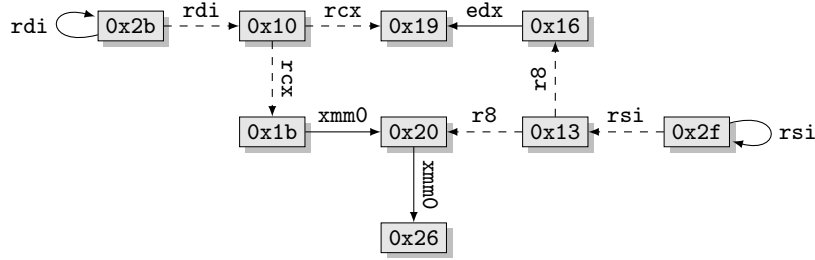 rdi 0x2b rdi 0x10 rcx 0x19 edx 0x16
rcx r8
0x1b xmm0 0x20 r8 0x13 rsi 0x2f rsi
xmm0
0x26